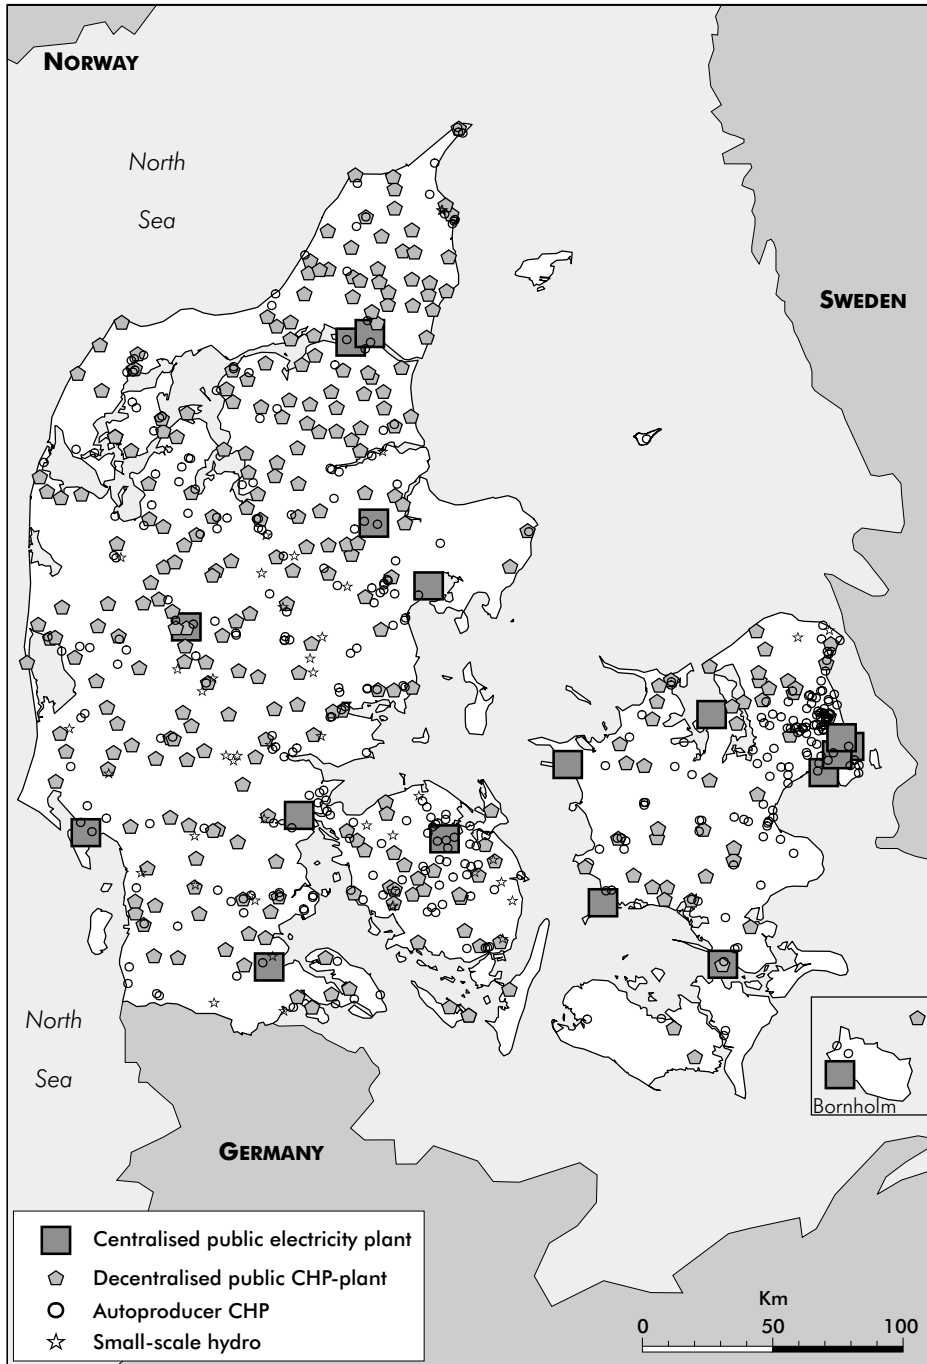 NORWAY
North
Sea
SWEDEN
North
Sea
Bornholm
GERMANY
Centralised public electricity plant
Decentralised public CHP-plant
Autoproducer CHP
Small-scale hydro
Km
0 50 100